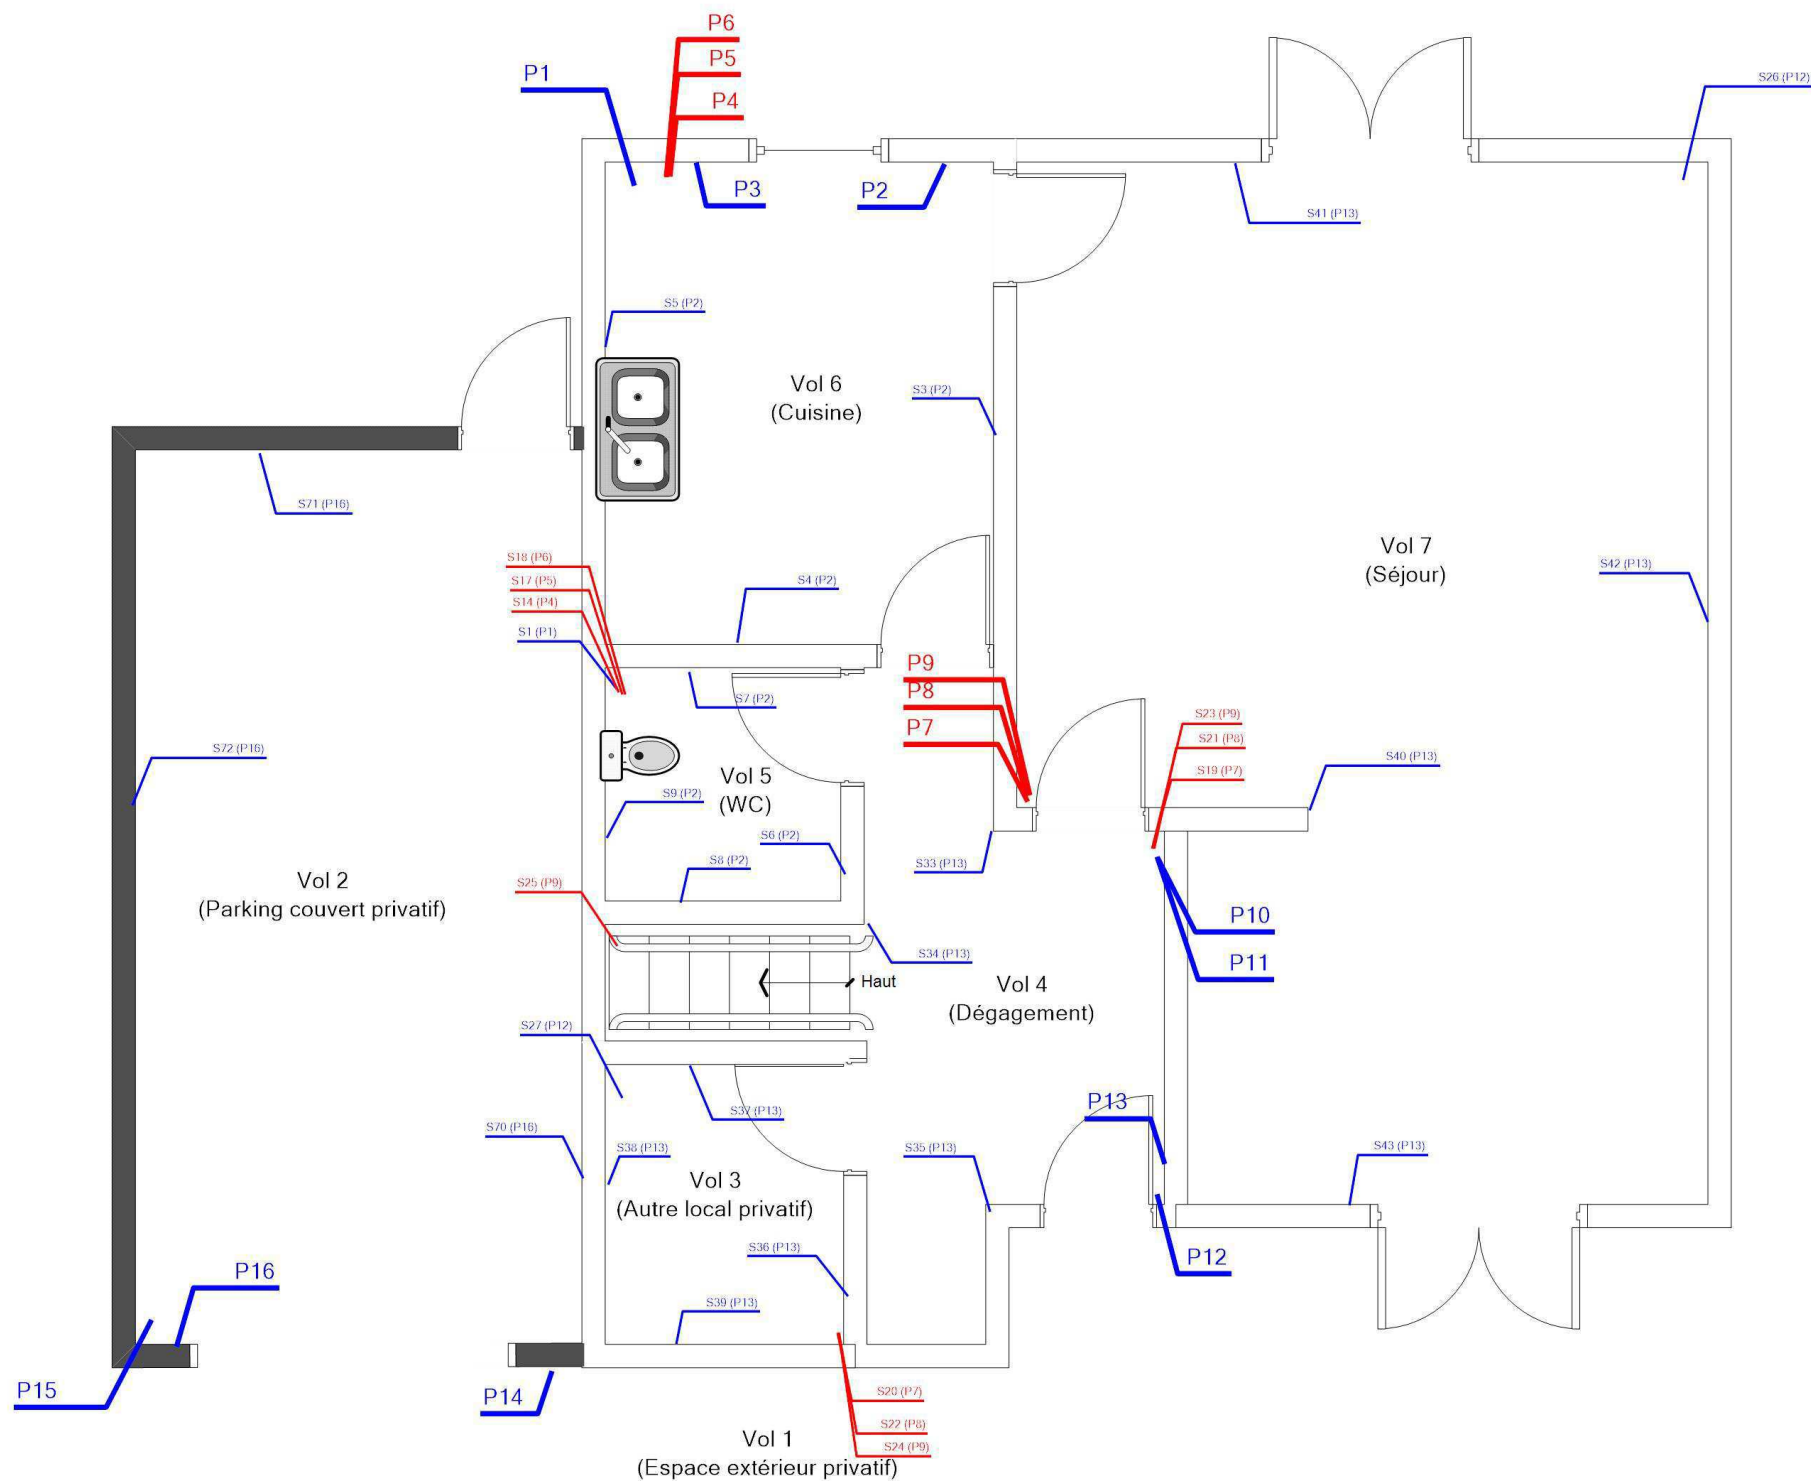 P6
P5
P4
P1
S26 (P12)
P3
P2
S41 (P13)
S5 (P2)
Vol 6
(Cuisine)
S3 (P2)
S71 (P16)
S18 (P6)
S17 (P5)
S14 (P4)
S1 (P1)
S4 (P2)
Vol 7
(Séjour)
S42 (P13)
S7 (P2)
P9
P8
P7
S23 (P9)
S21 (P8)
S19 (P7)
S72 (P16)
S40 (P13)
Vol 5
(WC)
S9 (P2)
S6 (P2)
S8 (P2)
S33 (P13)
Vol 2
(Parking couvert privatif)
S25 (P9)
P10
P11
S34 (P13)
Haut
Vol 4
(Dégagement)
S27 (P12)
S37 (P13)
P13
S70 (P16)
S38 (P13)
S35 (P13)
S43 (P13)
Vol 3
(Autre local privatif)
S36 (P13)
P12
P16
S39 (P13)
P15
P14
S20 (P7)
S22 (P8)
S24 (P9)
Vol 1
(Espace extérieur privatif)